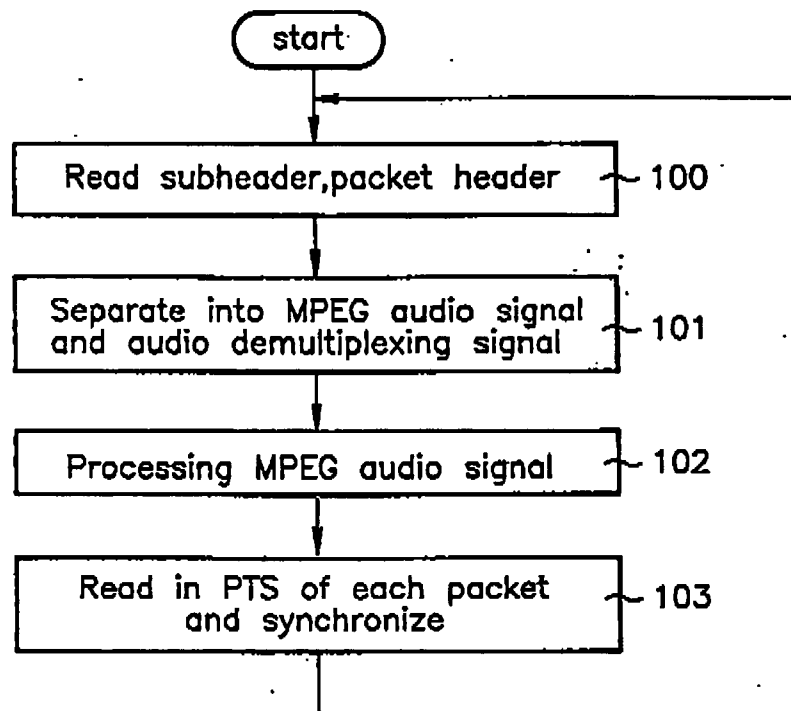 start
Read subheader,packet header
100
Separate into MPEG audio signal
and audio demultiplexing signal
101
Processing MPEG audio signal
102
Read in PTS of each packet
and synchronize
103